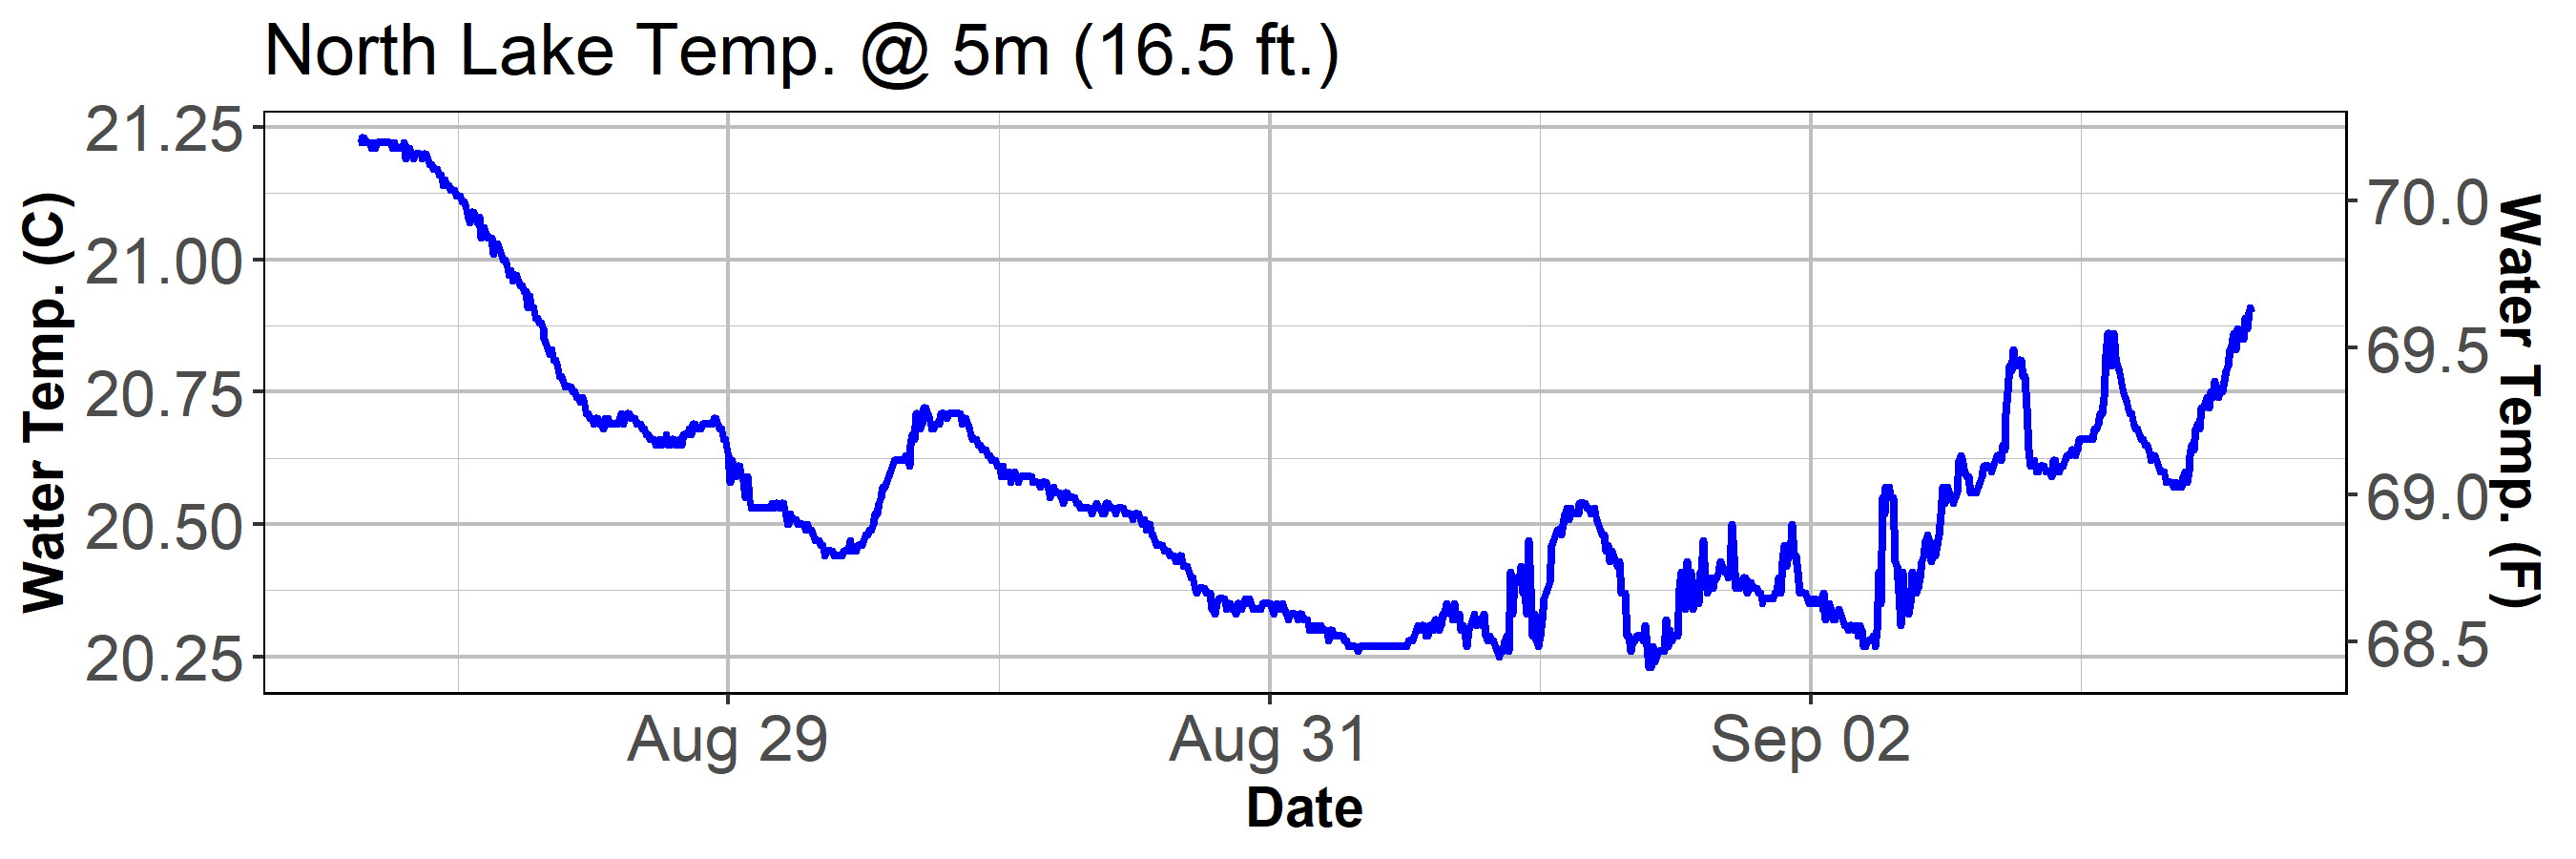 North Lake Temp. @ 5m (16.5 ft.)
Water Temp. (C)
21.25
21.00
20.75
20.50
20.25
70.0
69.5
69.0
68.5
Water Temp. (F)
Aug 29
Aug 31
Sep 02
Date